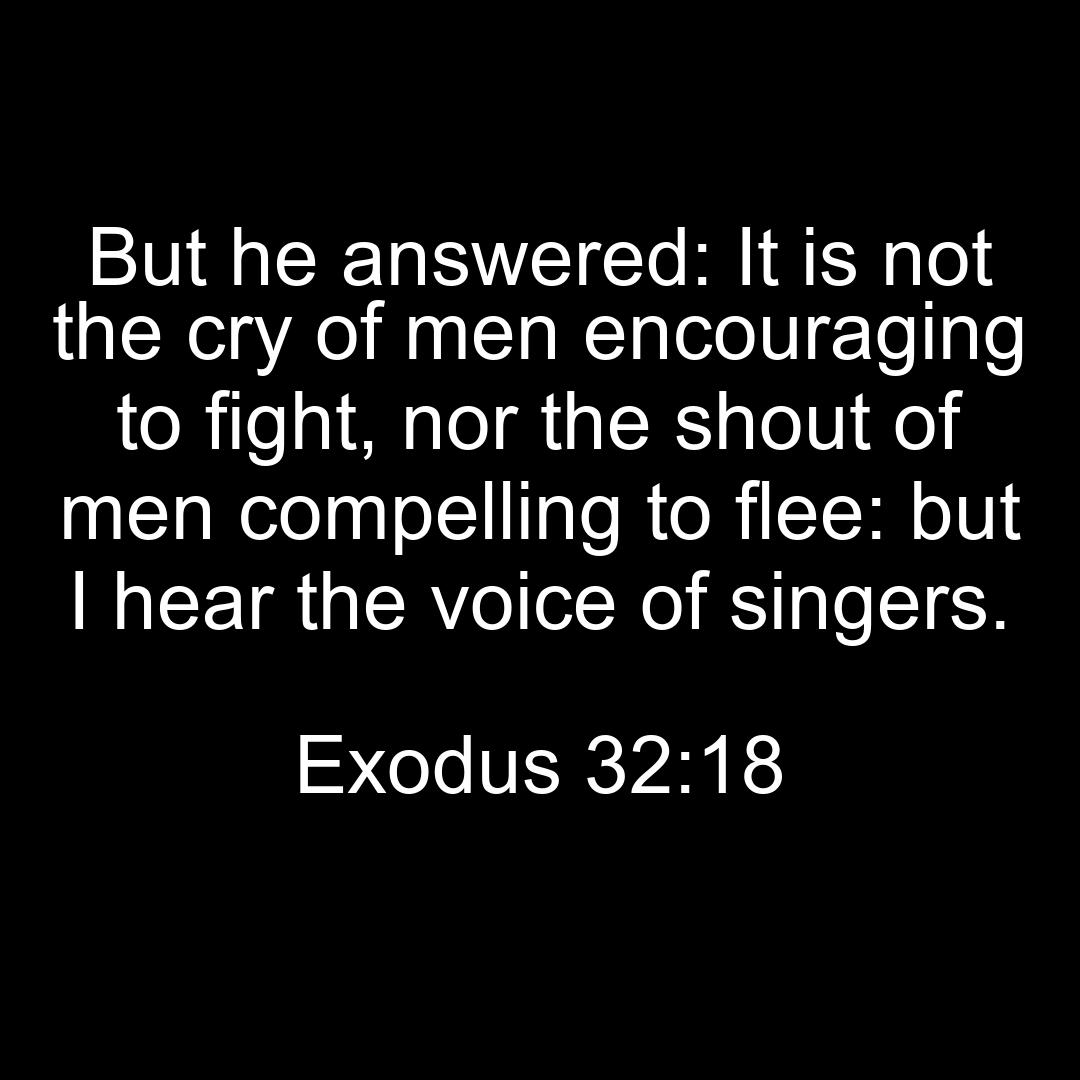 But he answered: It is not
the cry of men encouraging
to fight, nor the shout of
men compelling to flee: but
I hear the voice of singers.
Exodus 32:18